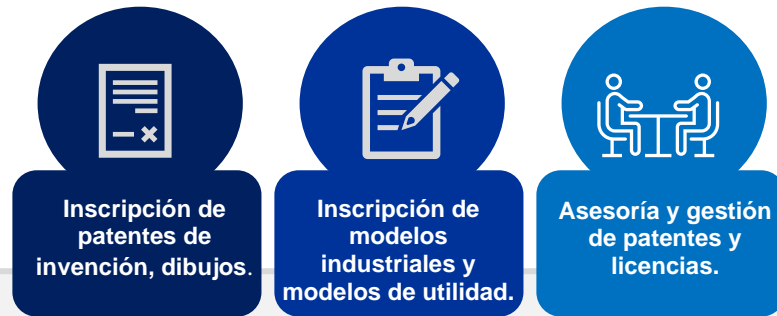 Inscripción de
patentes de
invención, dibujos.
Inscripción de
modelos
industriales y
modelos de utilidad.
Asesoría y gestión
de patentes y
licencias.